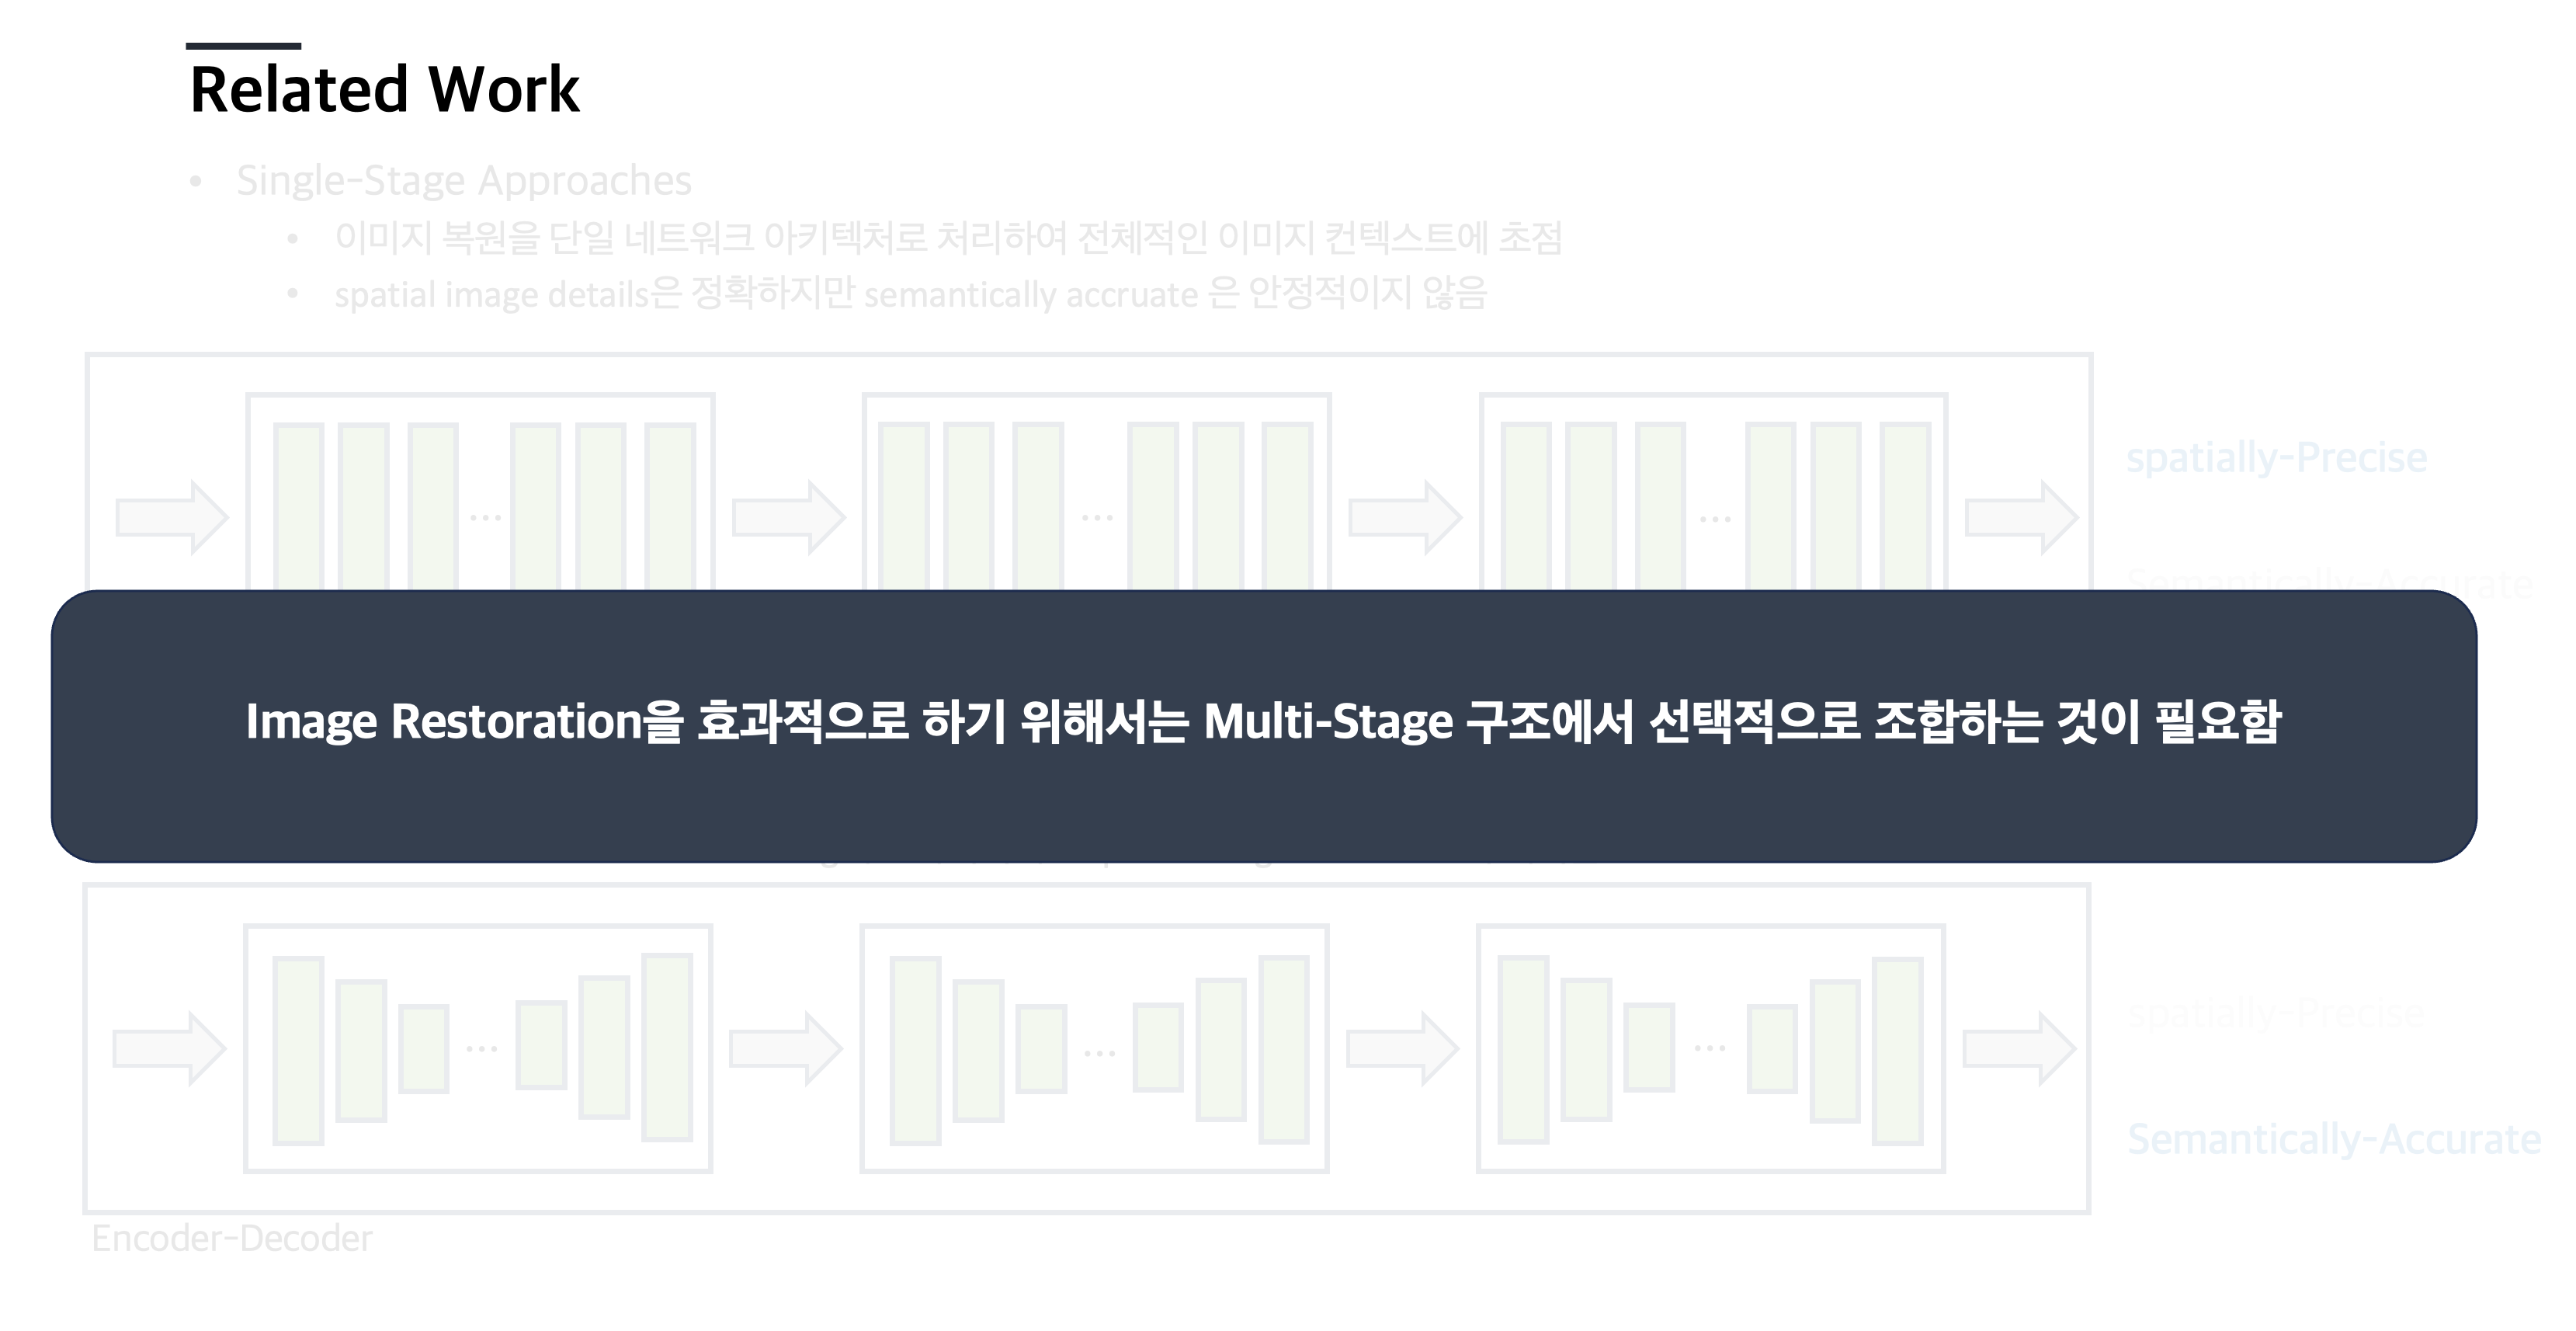 Related Work
• Single-Stage Approaches
• 이미지 복원을 단일 네트워크 아키텍처로 처리하여 전체적인 이미지 컨텍스트에 초점
• spatial image details은 정확하지만 semantically accruate 은 안정적이지 않음
...
...
...
spatially-Precise
Semantically-Accurate
Image Restoration을 효과적으로 하기 위해서는 Multi-Stage 구조에서 선택적으로 조합하는 것이 필요함
...
...
...
spatially-Precise
Semantically-Accurate
Encoder-Decoder